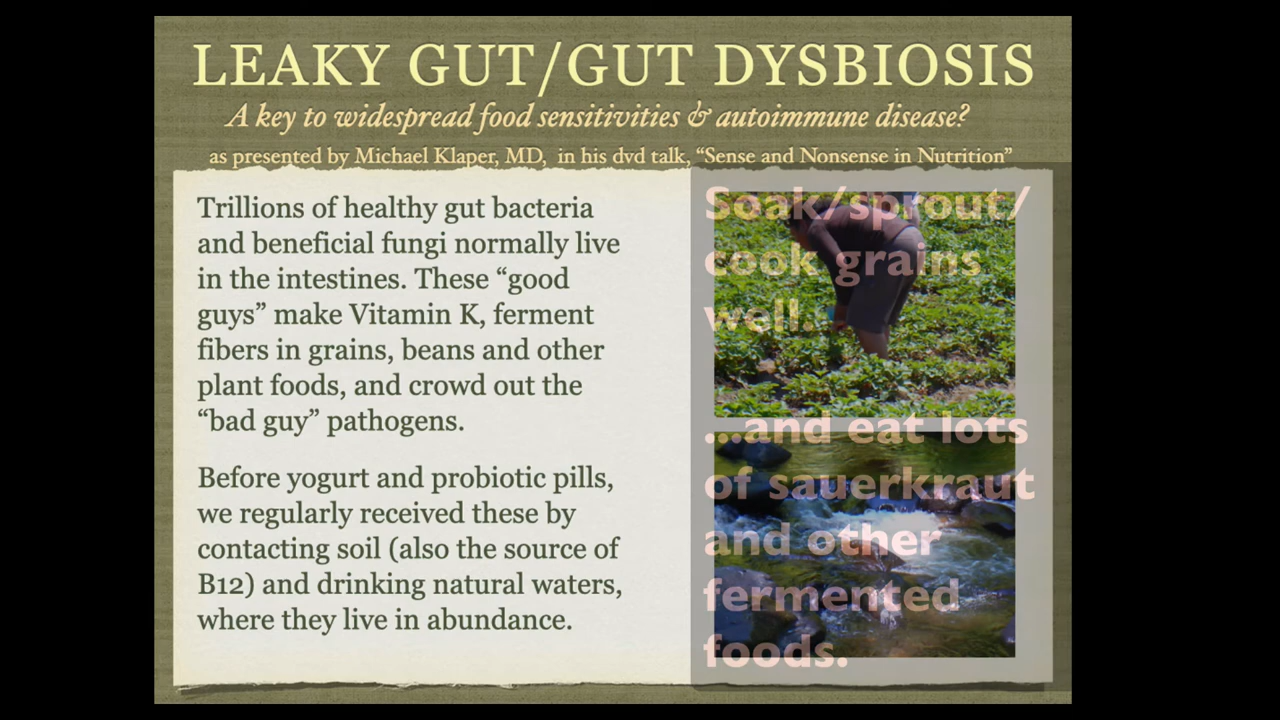 LEAKY GUT/GUT DYSBIOSIS
A key to widespread food sensitivities & autoimmune disease?
as presented by Michael Klaper, MD, in his dvd talk, “Sense and Nonsense in Nutrition”
Trillions of healthy gut bacteria
and beneficial fungi normally live
in the intestines. These “good
guys” make Vitamin K, ferment
fibers in grains, beans and other
plant foods, and crowd out the
“bad guy” pathogens.
Before yogurt and probiotic pills,
we regularly received these by
contacting soil (also the source of
B12) and drinking natural waters,
where they live in abundance.
Soak/sprout/
cook grains
well.
...and eat lots
of sauerkraut
and other
fermented
foods.